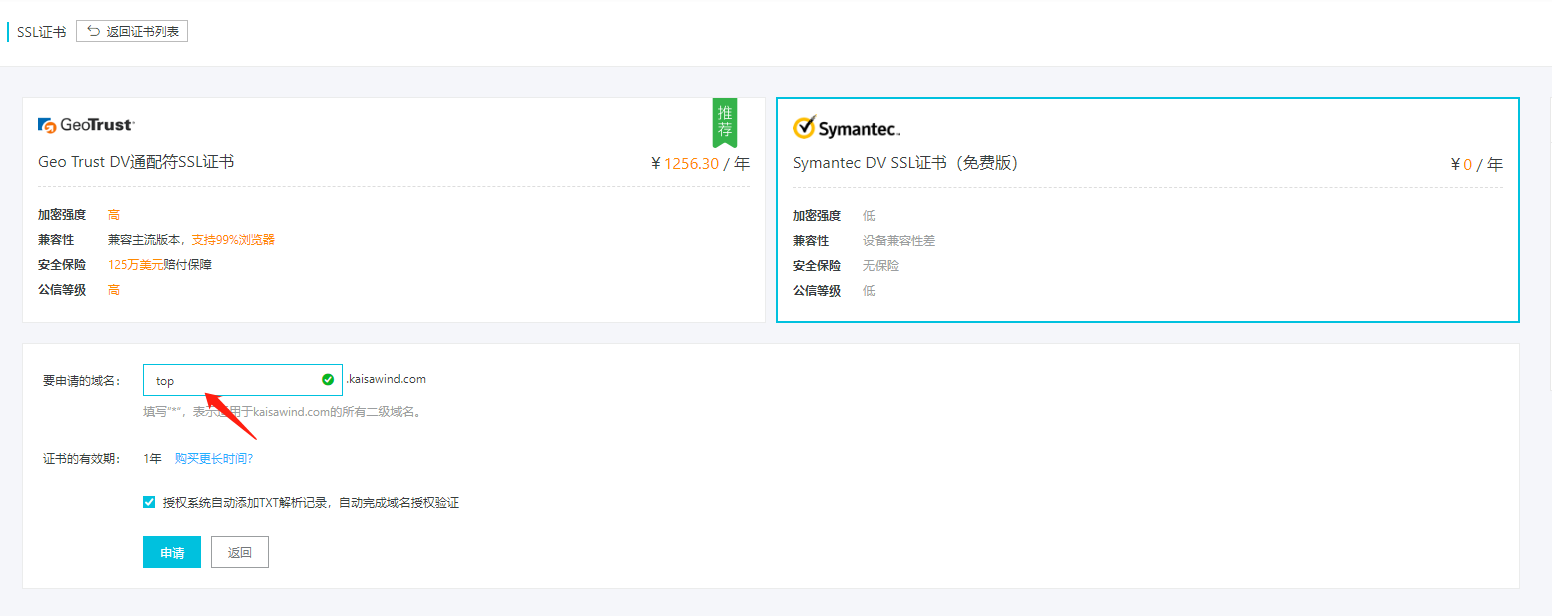 SSL证书 返回证书列表
GeoTrust
推荐
Geo Trust DV通配符SSL证书 ¥ 1256.30 / 年
加密强度 高
兼容性 兼容主流版本，支持99%浏览器
安全保险 125万美元赔付保障
公信等级 高
Symantec.
Symantec DV SSL证书（免费版） ¥ 0 / 年
加密强度 低
兼容性 设备兼容性差
安全保险 无保险
公信等级 低
要申请的域名： top .kaisawind.com
填写"*"，表示适用于kaisawind.com的所有二级域名。
证书的有效期： 1年 购买更长时间?
授权系统自动添加TXT解析记录，自动完成域名授权验证
申请 返回